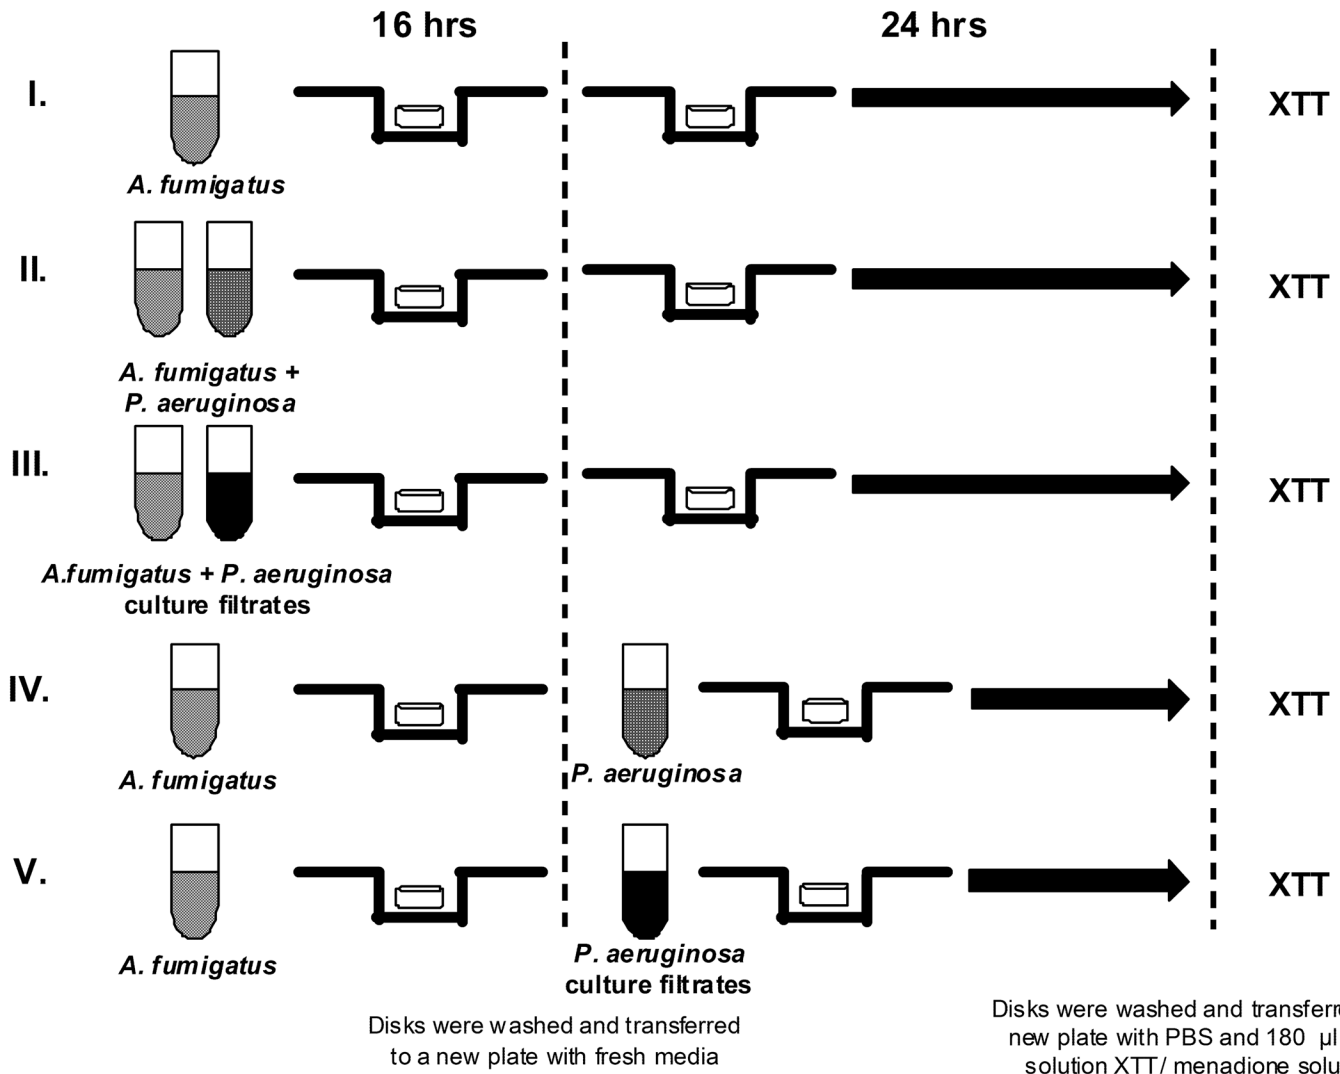 16 hrs
24 hrs
I.
XTT
A. fumigatus
II.
XTT
A. fumigatus +
P. aeruginosa
III.
XTT
A.fumigatus + P. aeruginosa
culture filtrates
IV.
XTT
A. fumigatus
P. aeruginosa
V.
XTT
A. fumigatus
P. aeruginosa
culture filtrates
Disks were washed and transferred
to a new plate with fresh media
Disks were washed and
new plate with PBS and 180 µl
solution XTT/ menadione